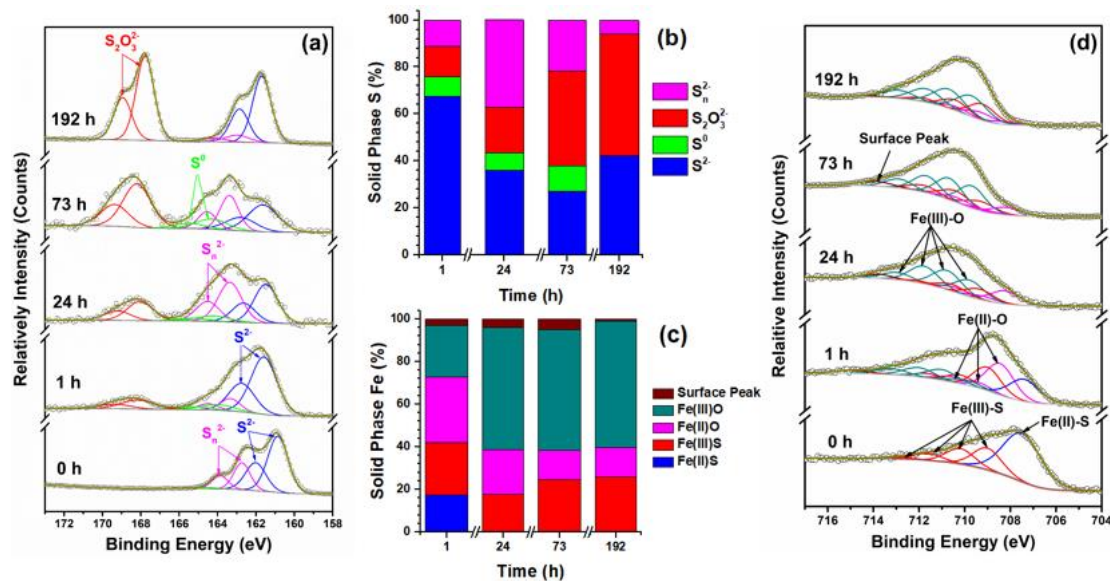 (a)
S₂O₃²⁻
192 h
S⁰
73 h
Sₙ²⁻
24 h
S²⁻
1 h
Sₙ²⁻
S²⁻
0 h
Relatively Intensity (Counts)
172 170 168 166 164 162 160 158
Binding Energy (eV)
(b)
Solid Phase S (%)
100
80
60
40
20
0
1 24 73 192
Time (h)
Sₙ²⁻
S₂O₃²⁻
S⁰
S²⁻
(c)
Solid Phase Fe (%)
100
80
60
40
20
0
1 24 73 192
Time (h)
Surface Peak
Fe(III)O
Fe(II)O
Fe(III)S
Fe(II)S
(d)
192 h
Surface Peak
73 h
Fe(III)-O
24 h
Fe(II)-O
1 h
Fe(III)-S
Fe(II)-S
0 h
Relaitive Intensity (Counts)
716 714 712 710 708 706 704
Binding Energy (eV)